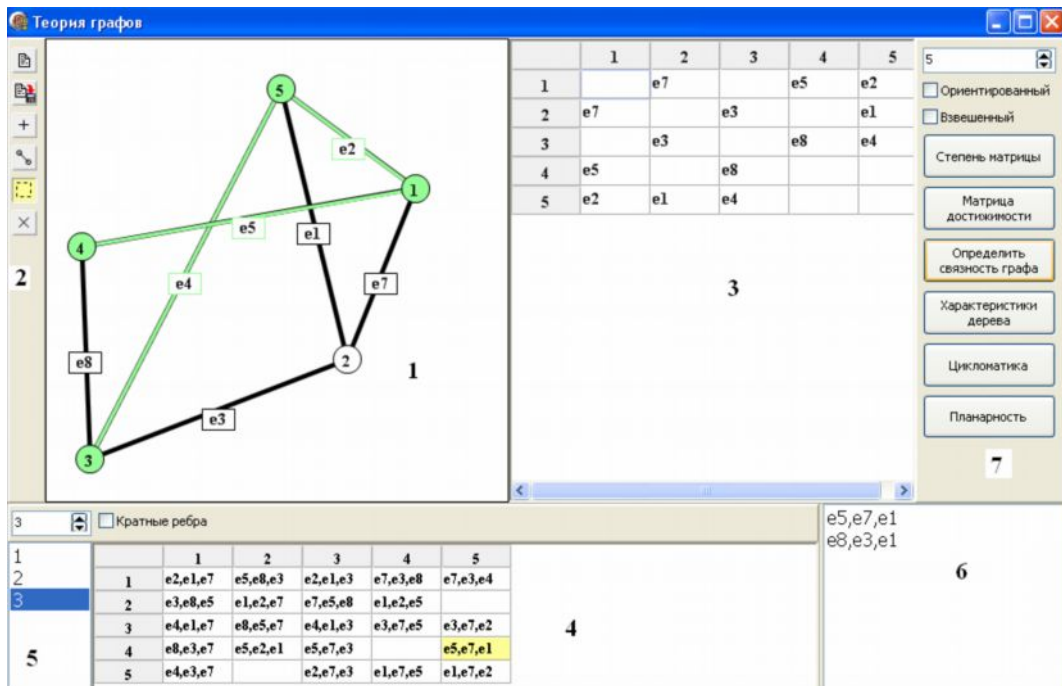 Теория графов
5
e2
1
e5
e1
4
e4
e7
2
e8
1
e3
3
2
1 2 3 4 5
1 e7 e5 e2
2 e7 e3 e1
3 e3 e8 e4
4 e5 e8
5 e2 e1 e4
3
5
Ориентированный
Взвешенный
Степень матрицы
Матрица
достижимости
Определить
связность графа
Характеристики
дерева
Цикломатика
Планарность
7
3
Кратные ребра
1
2
3
5
1 2 3 4 5
1 e2,e1,e7 e5,e8,e3 e2,e1,e3 e7,e3,e8 e7,e3,e4
2 e3,e8,e5 e1,e2,e7 e7,e5,e8 e1,e2,e5
3 e4,e1,e7 e8,e5,e7 e4,e1,e3 e3,e7,e5 e3,e7,e2
4 e8,e3,e7 e5,e2,e1 e5,e7,e3 e5,e7,e1
5 e4,e3,e7 e2,e7,e3 e1,e7,e5 e1,e7,e2
4
e5,e7,e1
e8,e3,e1
6